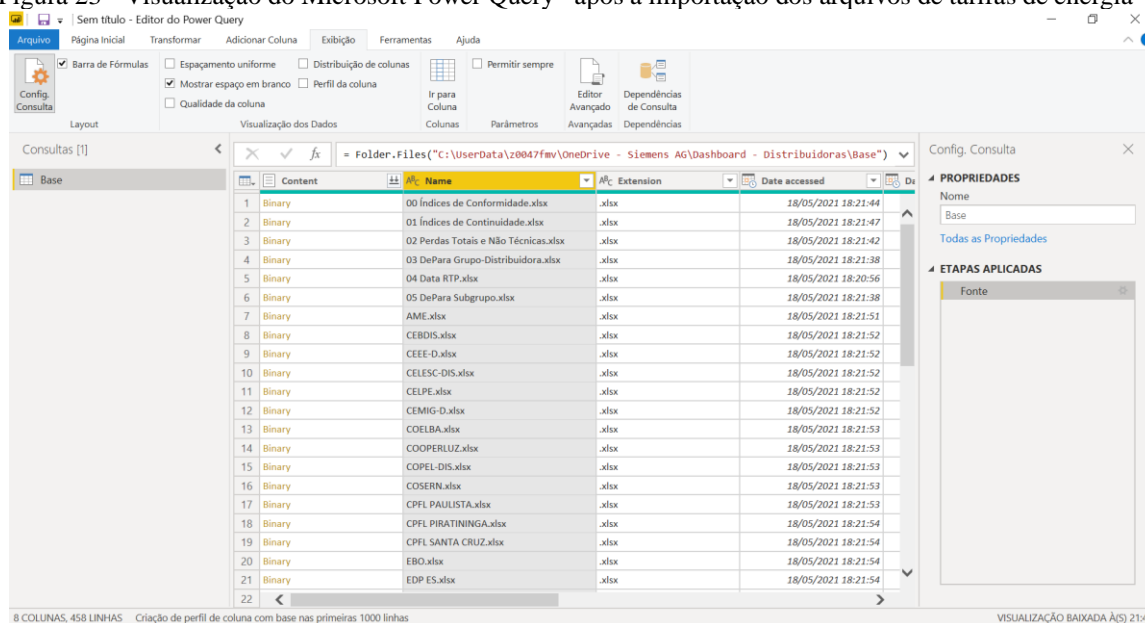 Figura 23 – Visualização do Microsoft Power Query após a importação dos arquivos de tarifas de energia
Sem título - Editor do Power Query
Arquivo Página Inicial Transformar Adicionar Coluna Exibição Ferramentas Ajuda
Barra de Fórmulas Espaçamento uniforme Distribuição de colunas Permitir sempre
Mostrar espaço em branco Perfil da coluna
Qualidade da coluna
Config. Consulta
Ir para Coluna
Editor Avançado
Dependências de Consulta
Layout Visualização dos Dados Colunas Parâmetros Avançadas Dependências
Consultas [1]
fx = Folder.Files("C:\UserData\z0047fmv\OneDrive - Siemens AG\Dashboard - Distribuidoras\Base")
Config. Consulta
Base
Content ABC Name ABC Extension Date accessed Da
1 Binary 00 Índices de Conformidade.xlsx .xlsx 18/05/2021 18:21:44
2 Binary 01 Índices de Continuidade.xlsx .xlsx 18/05/2021 18:21:47
3 Binary 02 Perdas Totais e Não Técnicas.xlsx .xlsx 18/05/2021 18:21:42
4 Binary 03 DePara Grupo-Distribuidora.xlsx .xlsx 18/05/2021 18:21:38
5 Binary 04 Data RTP.xlsx .xlsx 18/05/2021 18:20:56
6 Binary 05 DePara Subgrupo.xlsx .xlsx 18/05/2021 18:21:38
7 Binary AME.xlsx .xlsx 18/05/2021 18:21:51
8 Binary CEBDIS.xlsx .xlsx 18/05/2021 18:21:52
9 Binary CEEE-D.xlsx .xlsx 18/05/2021 18:21:52
10 Binary CELESC-DIS.xlsx .xlsx 18/05/2021 18:21:52
11 Binary CELPE.xlsx .xlsx 18/05/2021 18:21:52
12 Binary CEMIG-D.xlsx .xlsx 18/05/2021 18:21:52
13 Binary COELBA.xlsx .xlsx 18/05/2021 18:21:53
14 Binary COOPERLUZ.xlsx .xlsx 18/05/2021 18:21:53
15 Binary COPEL-DIS.xlsx .xlsx 18/05/2021 18:21:53
16 Binary COSERN.xlsx .xlsx 18/05/2021 18:21:53
17 Binary CPFL PAULISTA.xlsx .xlsx 18/05/2021 18:21:53
18 Binary CPFL PIRATININGA.xlsx .xlsx 18/05/2021 18:21:54
19 Binary CPFL SANTA CRUZ.xlsx .xlsx 18/05/2021 18:21:54
20 Binary EBO.xlsx .xlsx 18/05/2021 18:21:54
21 Binary EDP ES.xlsx .xlsx 18/05/2021 18:21:54
22
PROPRIEDADES
Nome
Base
Todas as Propriedades
ETAPAS APLICADAS
Fonte
8 COLUNAS, 458 LINHAS Criação de perfil de coluna com base nas primeiras 1000 linhas
VISUALIZAÇÃO BAIXADA À(S) 21:4